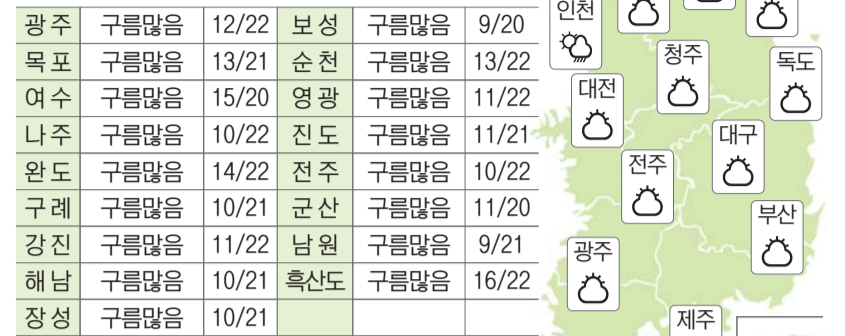 광주 구름많음 12/22 보성 구름많음 9/20
목포 구름많음 13/21 순천 구름많음 13/22
여수 구름많음 15/20 영광 구름많음 11/22
나주 구름많음 10/22 진도 구름많음 11/21
완도 구름많음 14/22 전주 구름많음 10/22
구례 구름많음 10/21 군산 구름많음 11/20
강진 구름많음 11/22 남원 구름많음 9/21
해남 구름많음 10/21 흑산도 구름많음 16/22
장성 구름많음 10/21
인천
청주
독도
대전
대구
전주
부산
광주
제주